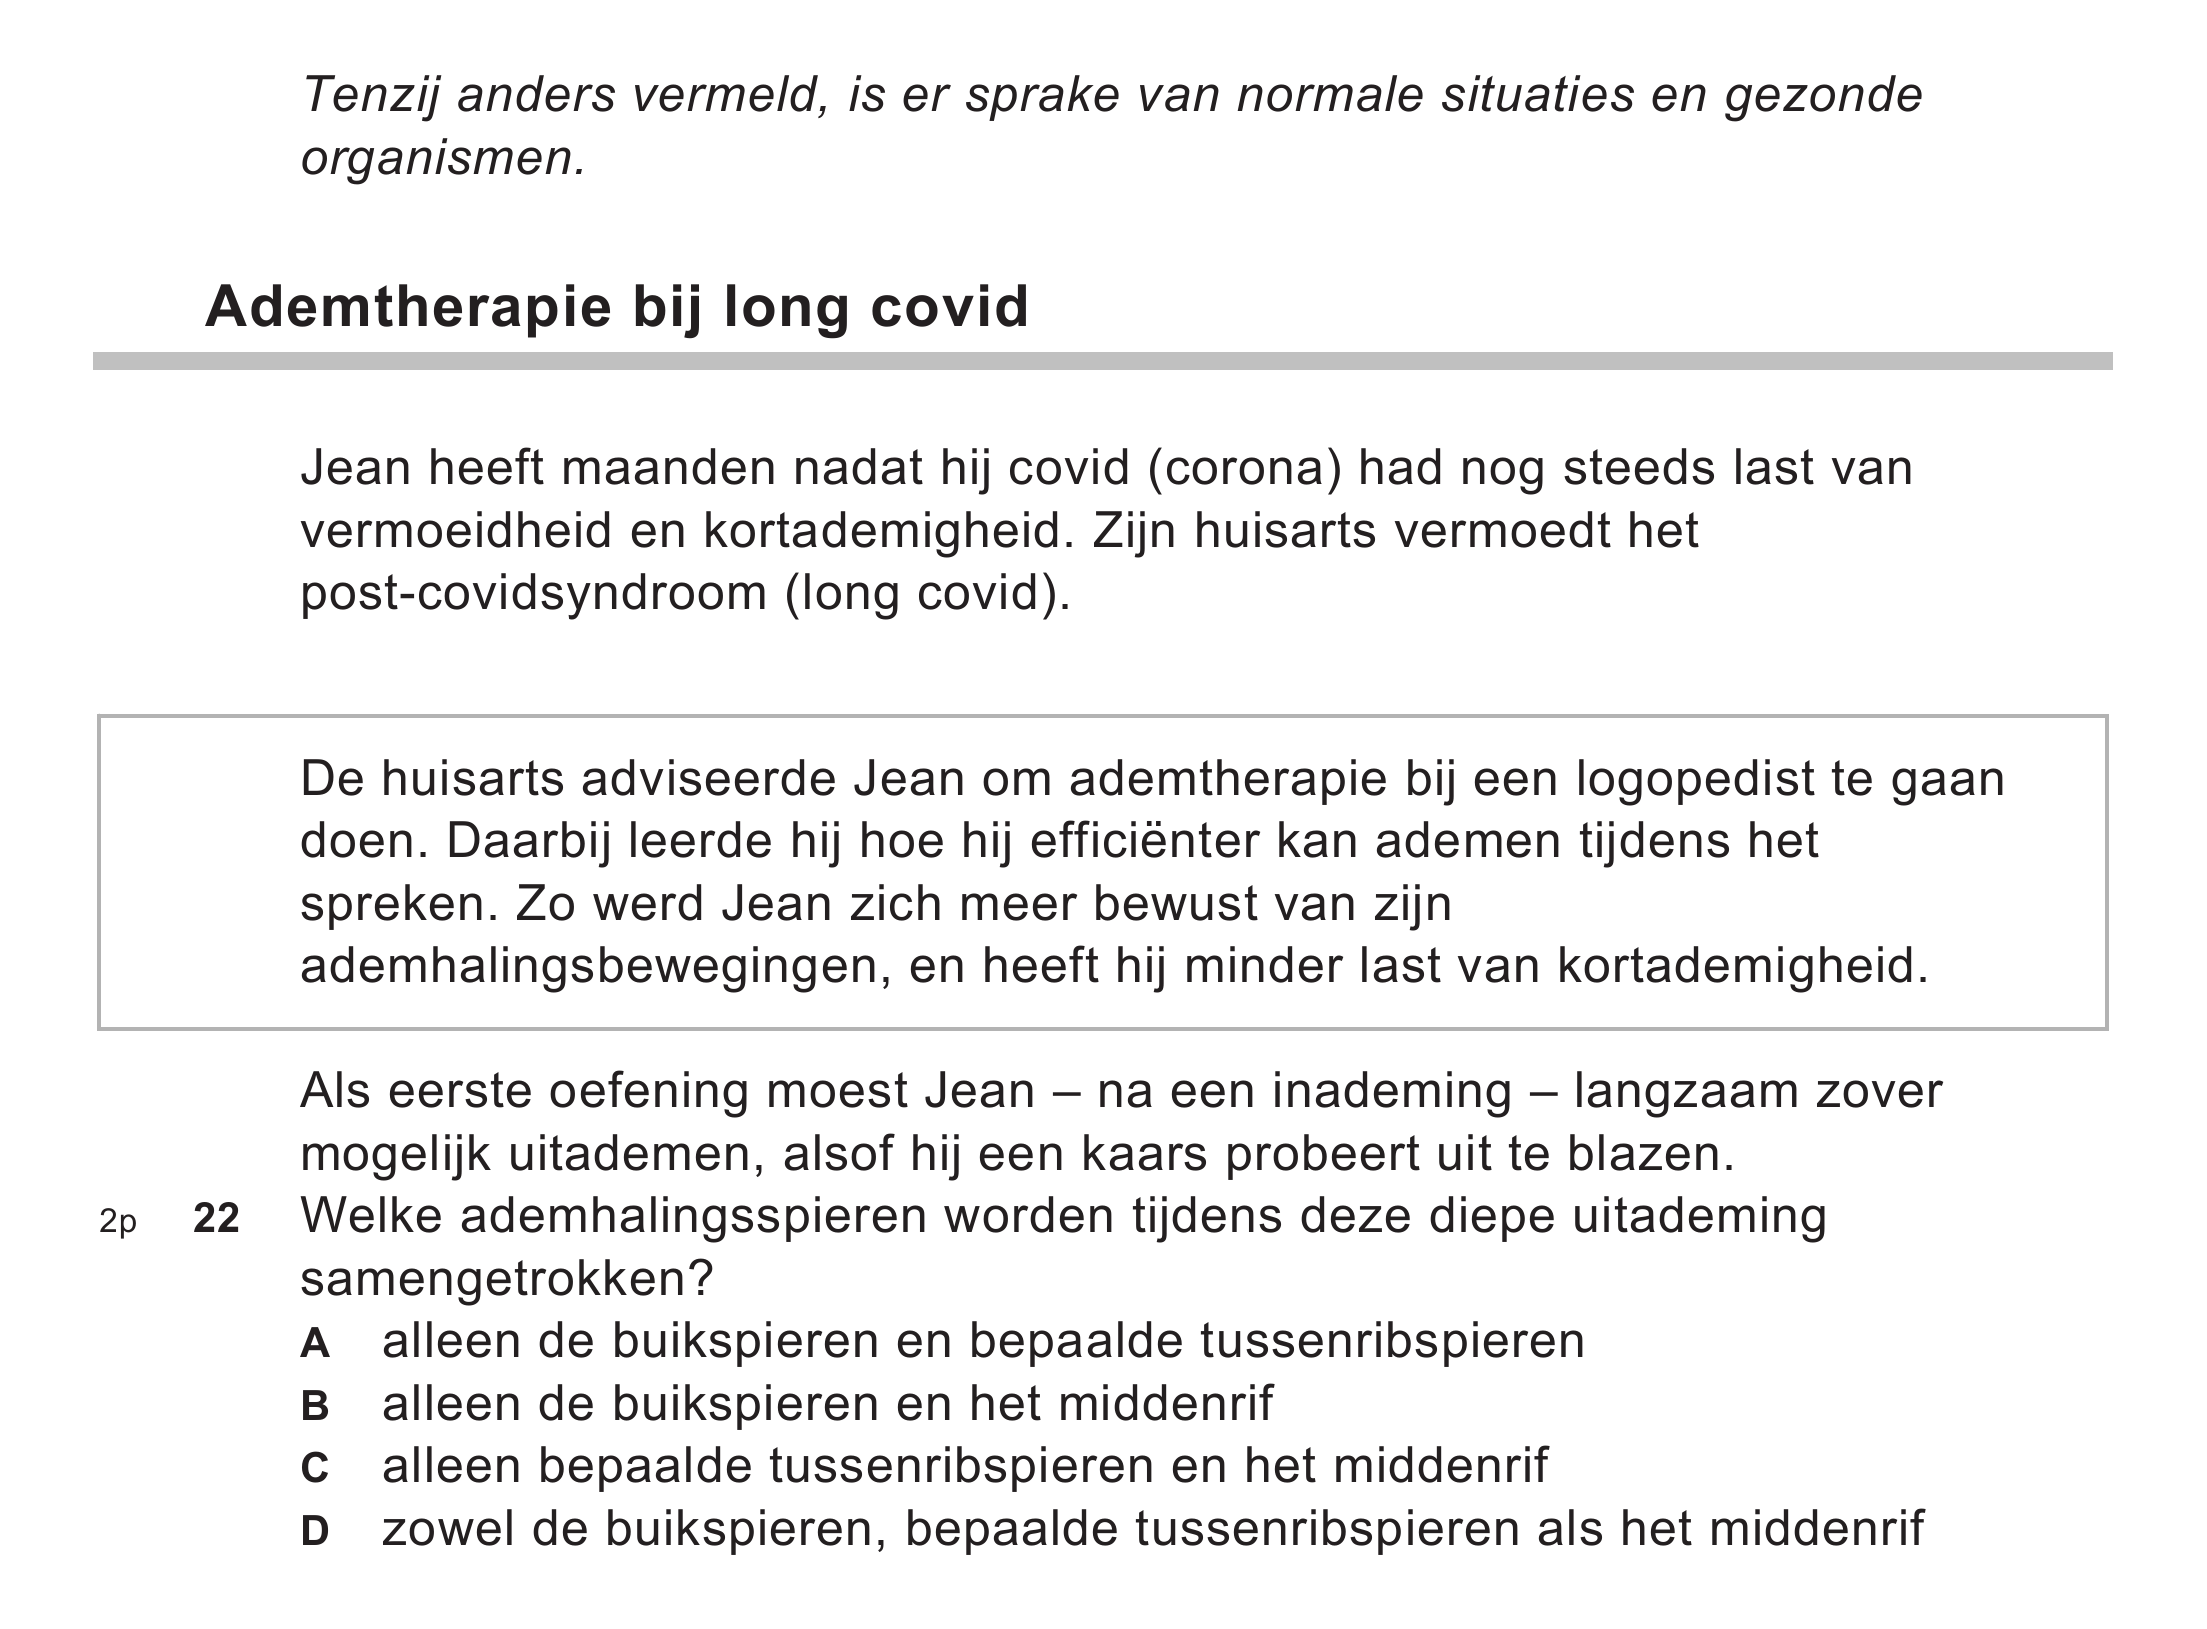 Tenzij anders vermeld, is er sprake van normale situaties en gezonde
organismen.
Ademtherapie bij long covid
Jean heeft maanden nadat hij covid (corona) had nog steeds last van
vermoeidheid en kortademigheid. Zijn huisarts vermoedt het
post-covidsyndroom (long covid).
De huisarts adviseerde Jean om ademtherapie bij een logopedist te gaan
doen. Daarbij leerde hij hoe hij efficiënter kan ademen tijdens het
spreken. Zo werd Jean zich meer bewust van zijn
ademhalingsbewegingen, en heeft hij minder last van kortademigheid.
Als eerste oefening moest Jean – na een inademing – langzaam zover
mogelijk uitademen, alsof hij een kaars probeert uit te blazen.
2p 22 Welke ademhalingsspieren worden tijdens deze diepe uitademing
samengetrokken?
A alleen de buikspieren en bepaalde tussenribspieren
B alleen de buikspieren en het middenrif
C alleen bepaalde tussenribspieren en het middenrif
D zowel de buikspieren, bepaalde tussenribspieren als het middenrif